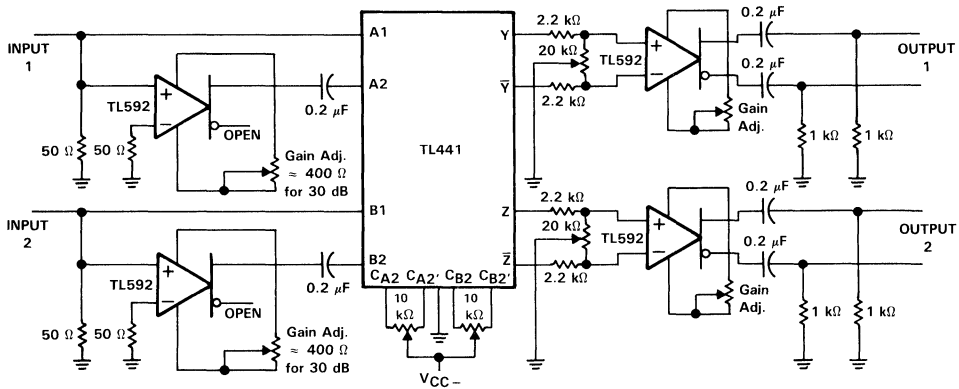 INPUT
1
50 Ω
50 Ω
TL592
+
−
OPEN
0.2 μF
Gain Adj.
≈ 400 Ω
for 30 dB
INPUT
2
50 Ω
50 Ω
TL592
+
−
OPEN
0.2 μF
Gain Adj.
≈ 400 Ω
for 30 dB
A1
A2
B1
B2
TL441
Y
Y̅
Z
Z̅
CA2 CA2' CB2 CB2'
10
kΩ
10
kΩ
VCC−
2.2 kΩ
20 kΩ
2.2 kΩ
TL592
+
−
0.2 μF
0.2 μF
Gain
Adj.
1 kΩ
1 kΩ
OUTPUT
1
2.2 kΩ
20 kΩ
2.2 kΩ
TL592
+
−
0.2 μF
0.2 μF
Gain
Adj.
1 kΩ
1 kΩ
OUTPUT
2